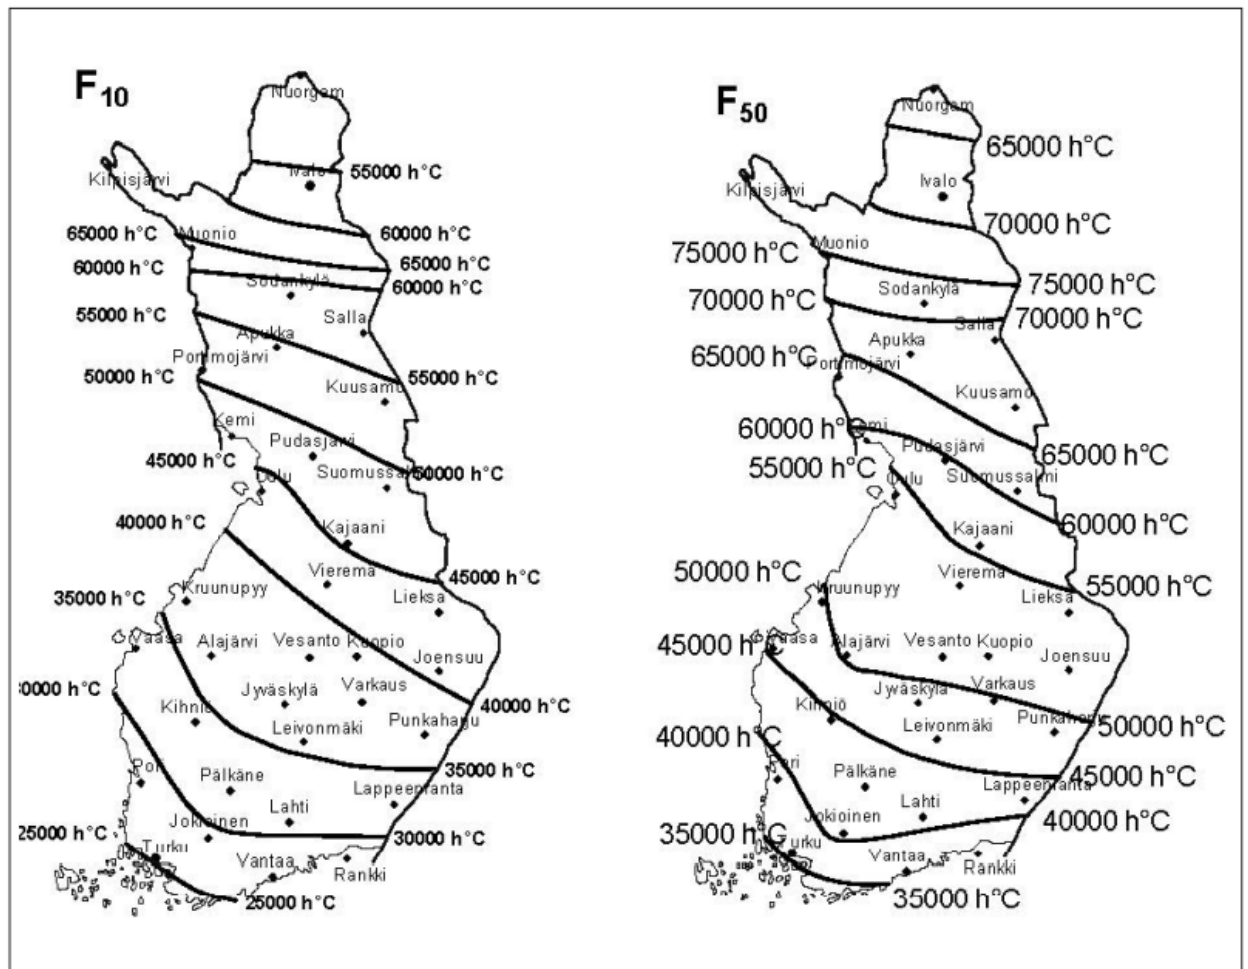 F10
Nuorgam
Kilpisjärvi
55000 h°C
Ivalo
65000 h°C
Muonio
60000 h°C
60000 h°C
65000 h°C
Sodankylä
60000 h°C
55000 h°C
Salla
Apukka
Portimojärvi
50000 h°C
55000 h°C
Kuusamo
Kemi
Pudasjärvi
45000 h°C
Suomussalmi
50000 h°C
Oulu
40000 h°C
Kajaani
Vieremä
45000 h°C
35000 h°C
Kruunupyy
Lieksa
Vaasa
Alajärvi
Vesanto
Kuopio
Joensuu
30000 h°C
Jyväskylä
Varkaus
40000 h°C
Kihniö
Leivonmäki
Punkaharju
35000 h°C
Pori
Pälkäne
Lappeenranta
Lahti
25000 h°C
Jokioinen
30000 h°C
Turku
Vantaa
Rankki
25000 h°C
F50
Nuorgam
65000 h°C
Kilpisjärvi
Ivalo
70000 h°C
Muonio
75000 h°C
75000 h°C
Sodankylä
70000 h°C
70000 h°C
Salla
Apukka
65000 h°C
Portimojärvi
Kuusamo
60000 h°C
Kemi
Pudasjärvi
65000 h°C
55000 h°C
Suomussalmi
Oulu
60000 h°C
Kajaani
50000 h°C
Vieremä
Kruunupyy
55000 h°C
Lieksa
45000 h°C
Vaasa
Alajärvi
Vesanto
Kuopio
Joensuu
Jyväskylä
Varkaus
Kihniö
Punkaharju
50000 h°C
40000 h°C
Leivonmäki
Pori
Pälkäne
45000 h°C
Lappeenranta
Lahti
Jokioinen
40000 h°C
35000 h°C
Turku
Vantaa
Rankki
35000 h°C